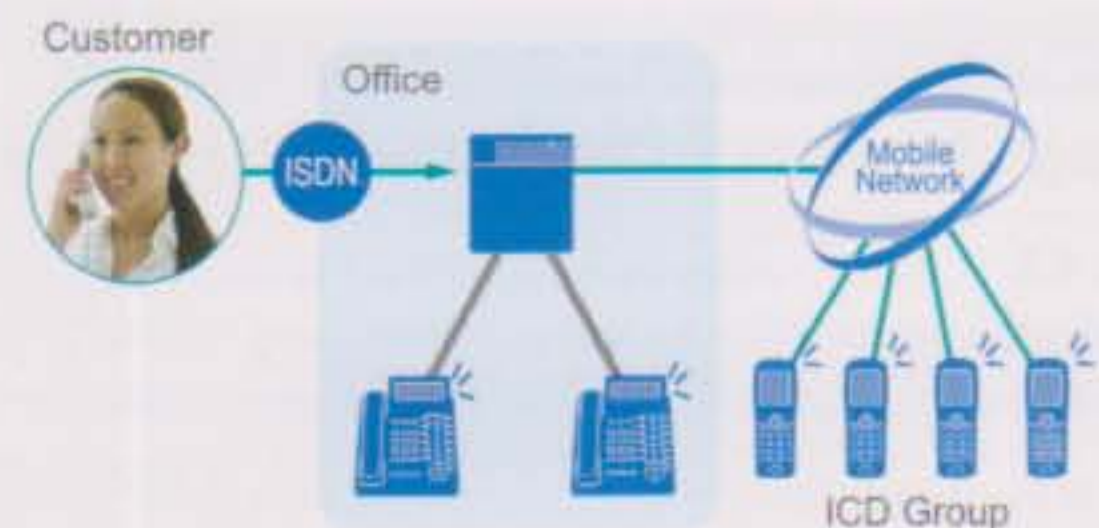 Customer
Office
ISDN
Mobile
Network
ICD Group